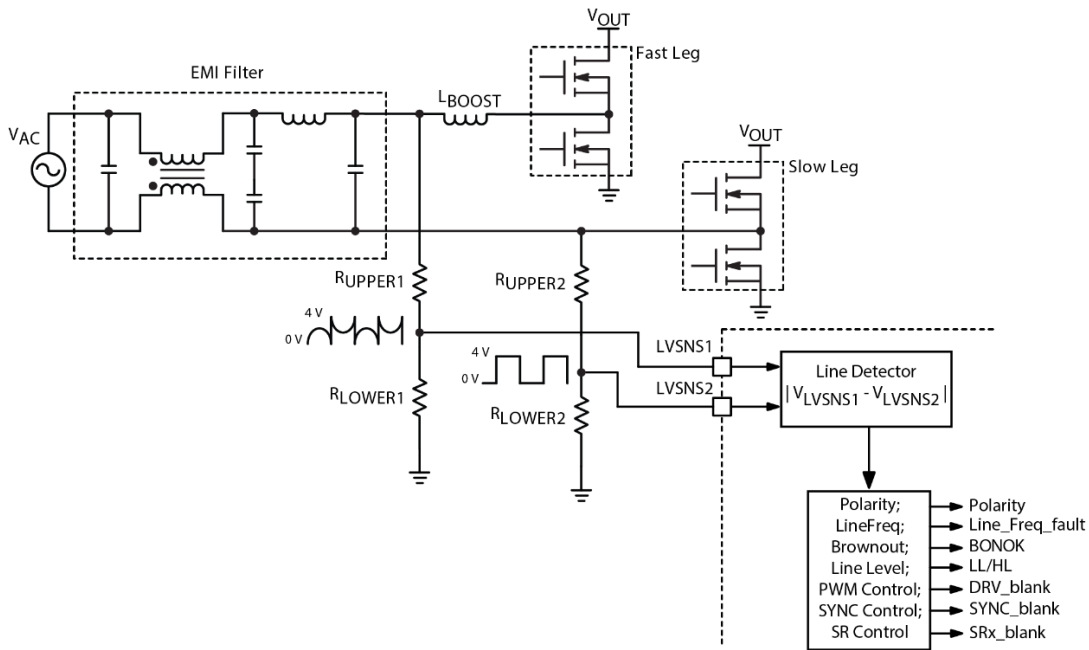 VOUT
Fast Leg
EMI Filter
LBOOST
VAC
VOUT
Slow Leg
RUPPER1
RUPPER2
4 V
0 V
4 V
0 V
LVSNS1
LVSNS2
RLOWER1
RLOWER2
Line Detector
| VLVSNS1 - VLVSNS2 |
Polarity;
LineFreq;
Brownout;
Line Level;
PWM Control;
SYNC Control;
SR Control
Polarity
Line_Freq_fault
BONOK
LL/HL
DRV_blank
SYNC_blank
SRx_blank